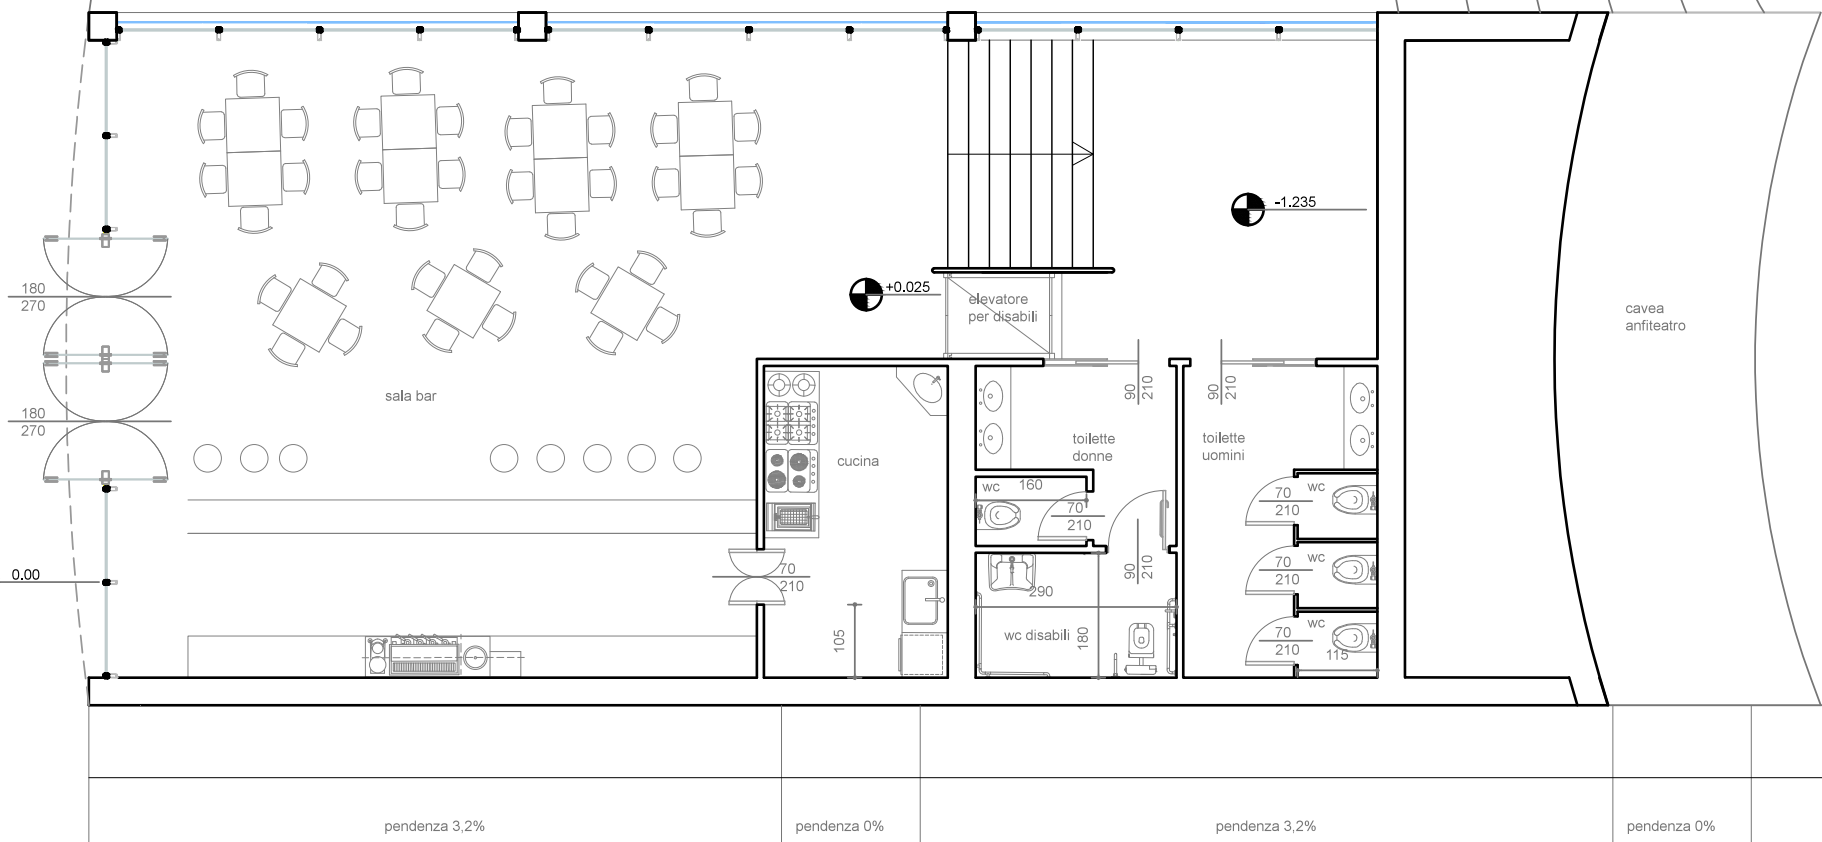 -1.235
+0.025
elevatore
per disabili
180
270
cavea
anfiteatro
90
210
90
210
sala bar
180
270
toilette
donne
toilette
uomini
cucina
wc
160
70
210
70
210
wc
70
210
wc
90
210
0.00
70
210
290
wc disabili
180
105
70
210
wc
115
pendenza 3,2%
pendenza 0%
pendenza 3,2%
pendenza 0%